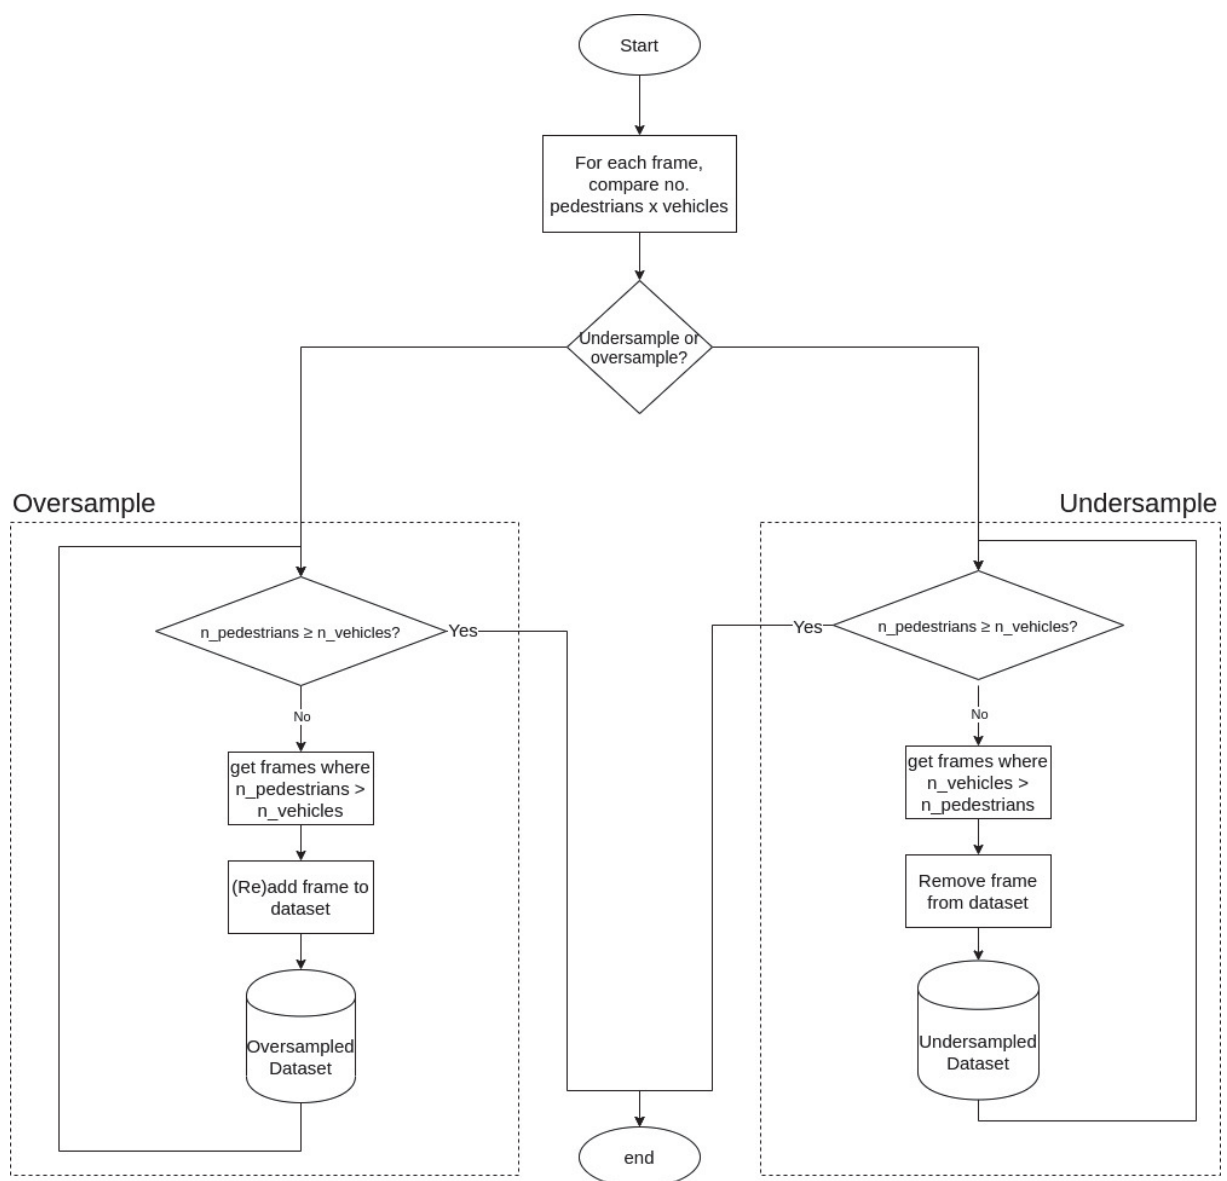 Start
For each frame,
compare no.
pedestrians x vehicles
Undersample or
oversample?
Oversample
Undersample
n_pedestrians ≥ n_vehicles?
Yes
Yes
n_pedestrians ≥ n_vehicles?
No
No
get frames where
n_pedestrians >
n_vehicles
get frames where
n_vehicles >
n_pedestrians
(Re)add frame to
dataset
Remove frame
from dataset
Oversampled
Dataset
Undersampled
Dataset
end